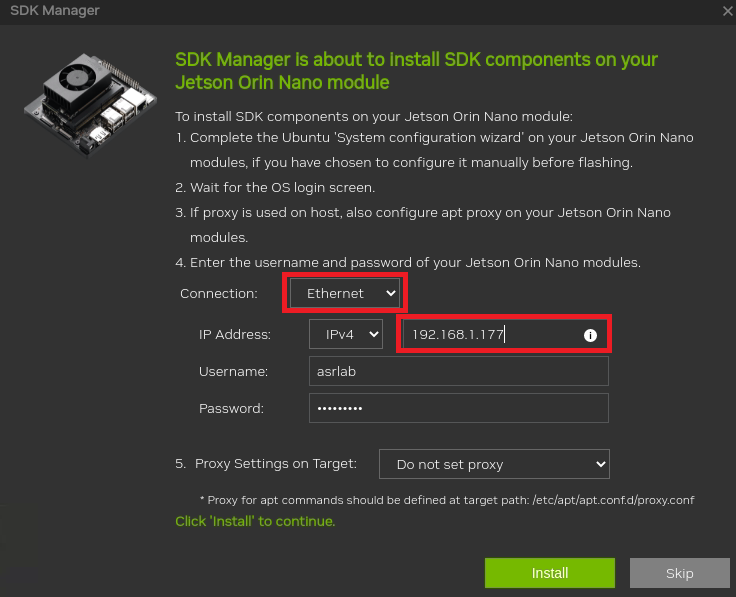 SDK Manager
SDK Manager is about to install SDK components on your
Jetson Orin Nano module
To install SDK components on your Jetson Orin Nano module:
1. Complete the Ubuntu 'System configuration wizard' on your Jetson Orin Nano
modules, if you have chosen to configure it manually before flashing.
2. Wait for the OS login screen.
3. If proxy is used on host, also configure apt proxy on your Jetson Orin Nano
modules.
4. Enter the username and password of your Jetson Orin Nano modules.
Connection: Ethernet
IP Address: IPv4 192.168.1.177
Username: asrlab
Password: •••••••••
5. Proxy Settings on Target: Do not set proxy
* Proxy for apt commands should be defined at target path: /etc/apt/apt.conf.d/proxy.conf
Click 'Install' to continue.
Install Skip